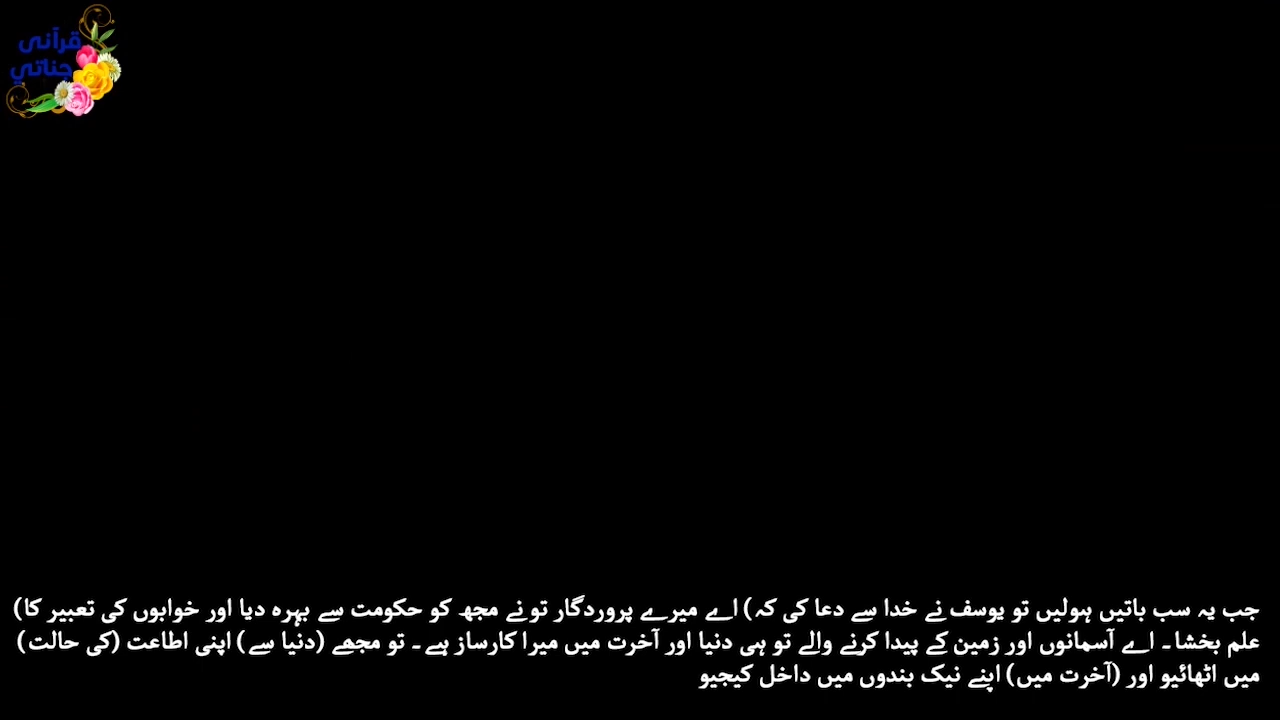 قرآنی
جناتي
جب یہ سب باتیں ہولیں تو یوسف نے خدا سے دعا کی کہ) اے میرے پروردگار تو نے مجھ کو حکومت سے بہرہ دیا اور خوابوں کی تعبیر کا)
علم بخشا۔ اے آسمانوں اور زمین کے پیدا کرنے والے تو ہی دنیا اور آخرت میں میرا کارساز ہے۔ تو مجھے (دنیا سے) اپنی اطاعت (کی حالت)
میں اٹھائیو اور (آخرت میں) اپنے نیک بندوں میں داخل کیجیو